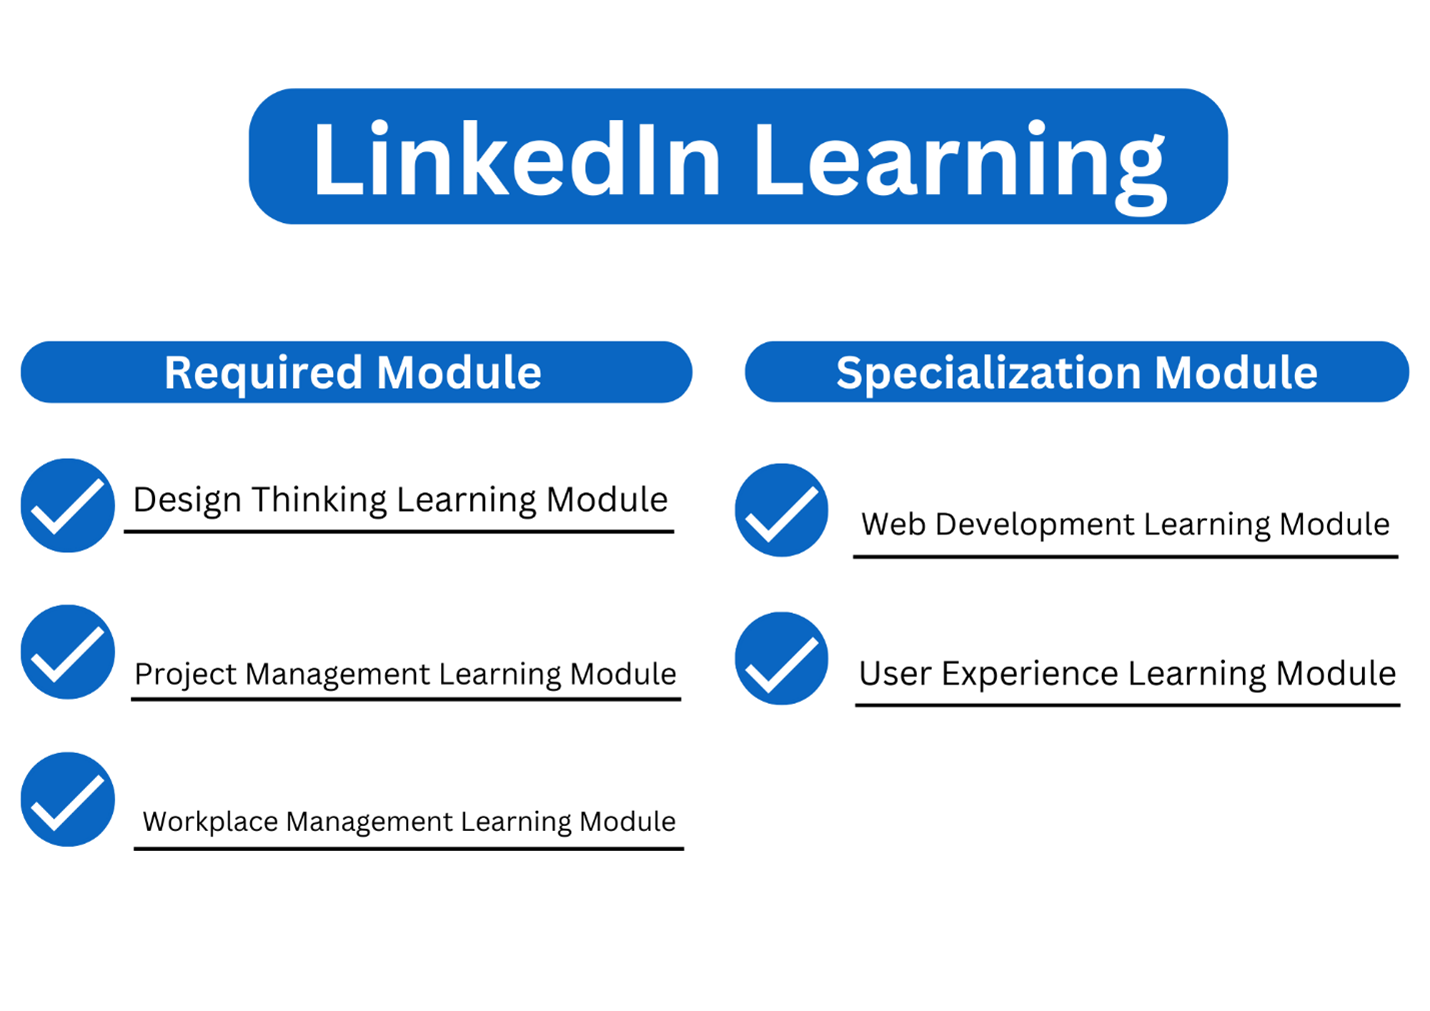 LinkedIn Learning
Required Module
Design Thinking Learning Module
Project Management Learning Module
Workplace Management Learning Module
Specialization Module
Web Development Learning Module
User Experience Learning Module